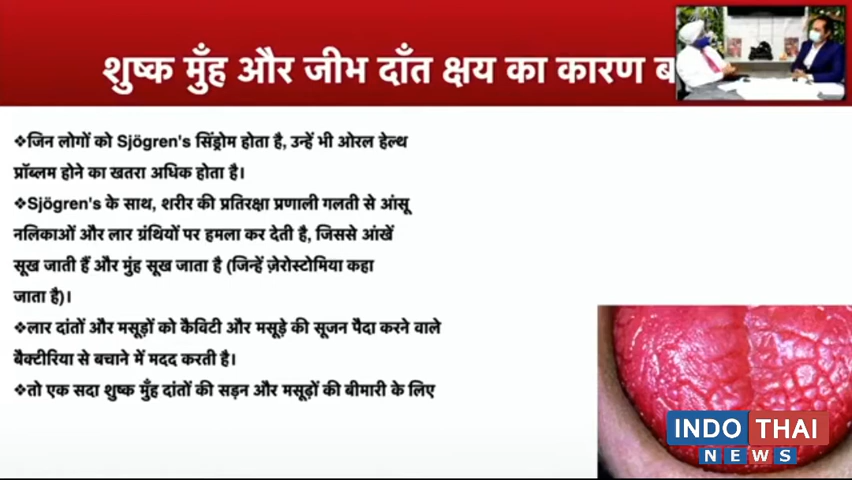 शुष्क मुँह और जीभ दाँत क्षय का कारण
❖जिन लोगों को Sjögren's सिंड्रोम होता है, उन्हें भी ओरल हेल्थ
प्रॉब्लम होने का खतरा अधिक होता है।
❖Sjögren's के साथ, शरीर की प्रतिरक्षा प्रणाली गलती से आंसू
नलिकाओं और लार ग्रंथियों पर हमला कर देती है, जिससे आंखें
सूख जाती हैं और मुंह सूख जाता है (जिन्हें ज़ेरोस्टोमिया कहा
जाता है)।
❖लार दांतों और मसूड़ों को कैविटी और मसूड़े की सूजन पैदा करने वाले
बैक्टीरिया से बचाने में मदद करती है।
❖तो एक सदा शुष्क मुँह दांतों की सड़न और मसूढ़ों की बीमारी के लिए
INDO THAI
NEWS